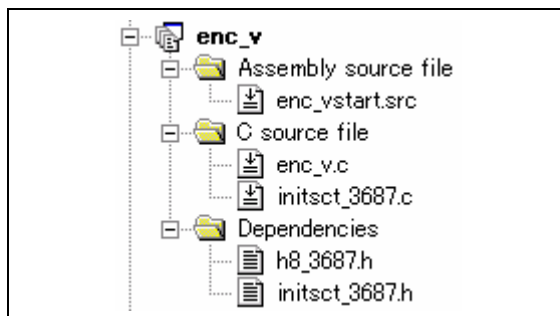 enc_v
Assembly source file
enc_vstart.src
C source file
enc_v.c
initsct_3687.c
Dependencies
h8_3687.h
initsct_3687.h